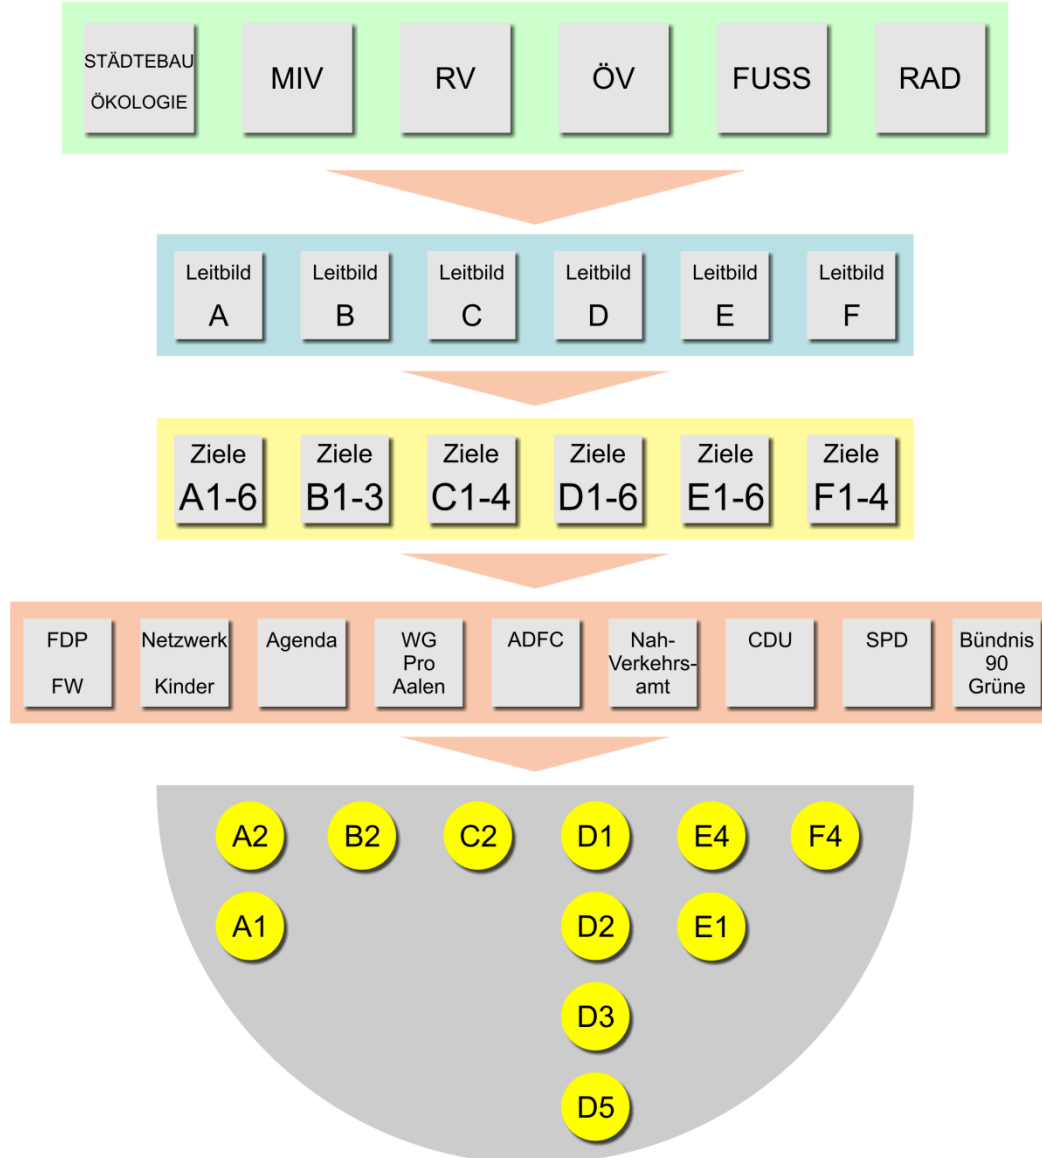 STÄDTEBAU
ÖKOLOGIE
MIV
RV
ÖV
FUSS
RAD
Leitbild
A
Leitbild
B
Leitbild
C
Leitbild
D
Leitbild
E
Leitbild
F
Ziele
A1-6
Ziele
B1-3
Ziele
C1-4
Ziele
D1-6
Ziele
E1-6
Ziele
F1-4
FDP
FW
Netzwerk
Kinder
Agenda
WG
Pro
Aalen
ADFC
Nah-
Verkehrs-
amt
CDU
SPD
Bündnis
90
Grüne
A2
B2
C2
D1
E4
F4
A1
D2
E1
D3
D5